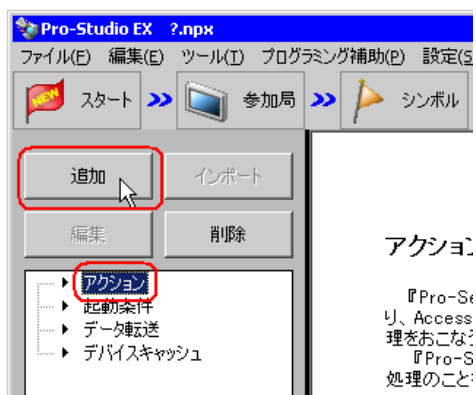 Pro-Studio EX ?.npx
ファイル(F) 編集(E) ツール(T) プログラミング補助(P) 設定(S
NEW スタート 参加局 シンボル
追加 インポート
編集 削除
アクション
起動条件
データ転送
デバイスキャッシュ
アクション
『Pro-Se
り、Access
理をおこなう
『Pro-S
処理のこと